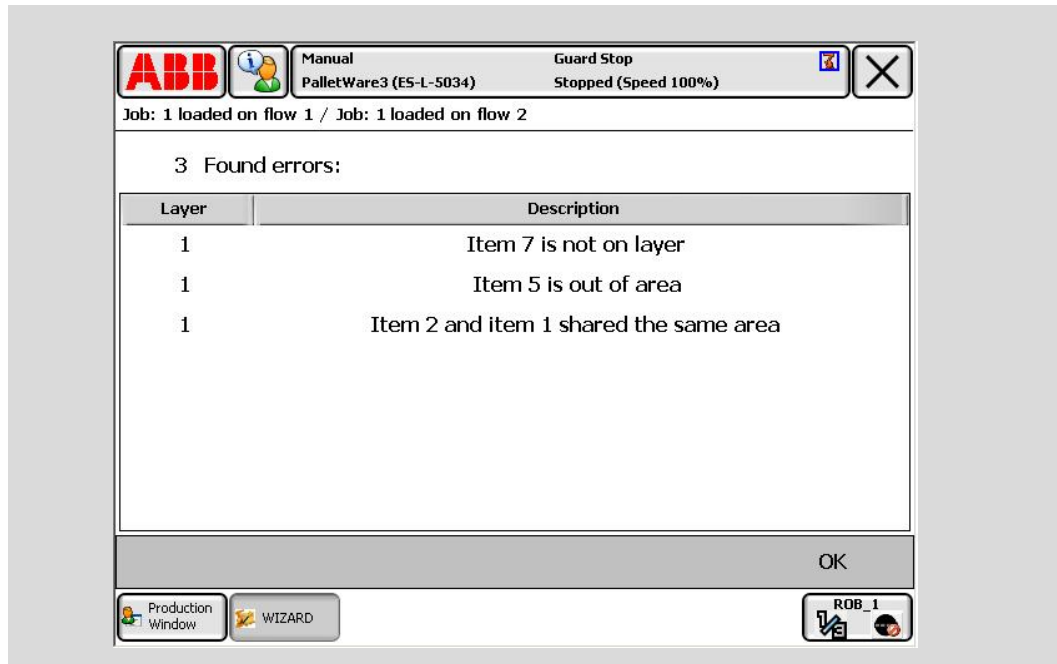 ABB
Manual
Guard Stop
PalletWare3 (ES-L-5034)
Stopped (Speed 100%)
Job: 1 loaded on flow 1 / Job: 1 loaded on flow 2
3 Found errors:
Layer Description
1 Item 7 is not on layer
1 Item 5 is out of area
1 Item 2 and item 1 shared the same area
OK
Production
Window
WIZARD
ROB_1
1/3